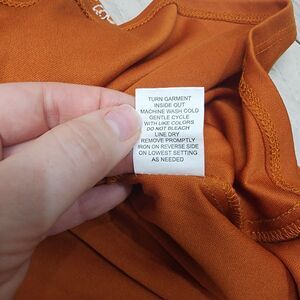 TURN GARMENT
INSIDE OUT
MACHINE WASH COLD
GENTLE CYCLE
WITH LIKE COLORS
DO NOT BLEACH
LINE DRY
REMOVE PROMPTLY
IRON ON REVERSE SIDE
ON LOWEST SETTING
AS NEEDED